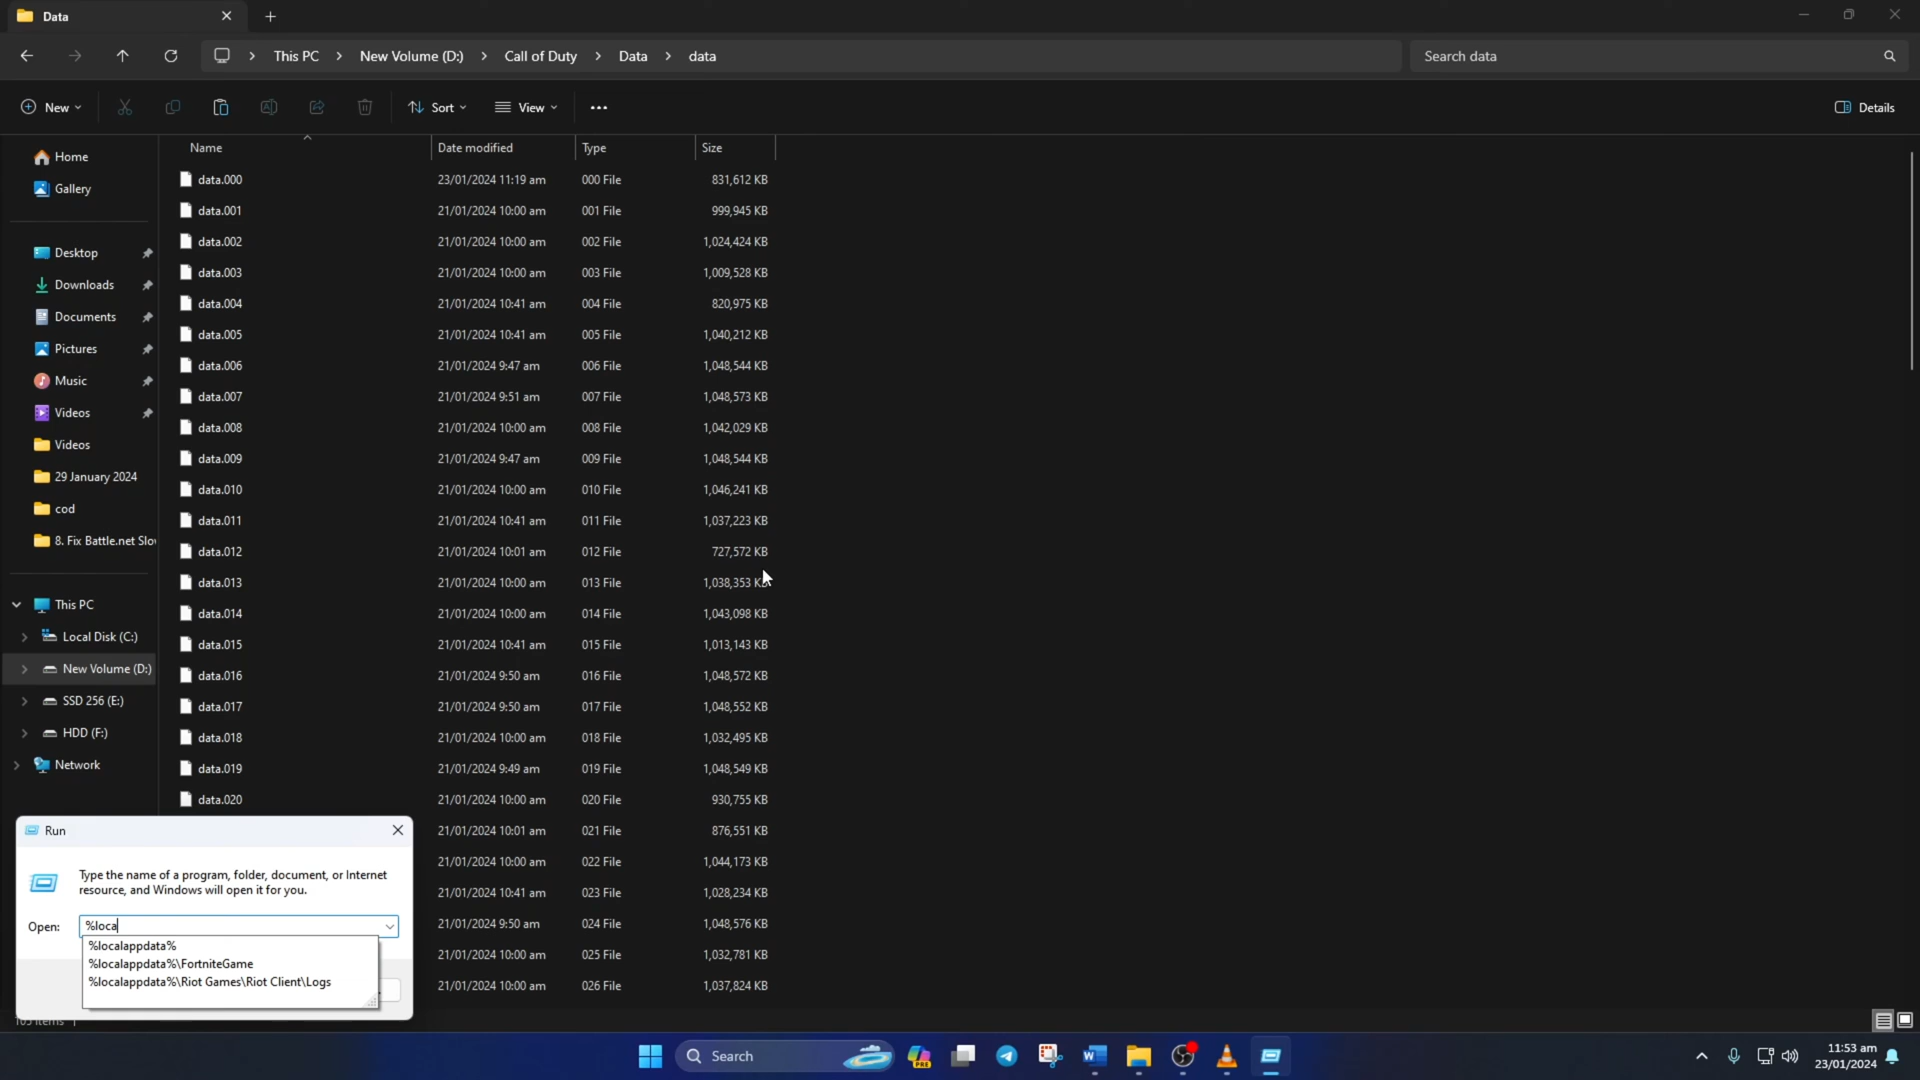 Data
This PC > New Volume (D:) > Call of Duty > Data > data
Search data
New
Sort
View
Details
Name Date modified Type Size
data.000 23/01/2024 11:19 am 000 File 831,612 KB
data.001 21/01/2024 10:00 am 001 File 999,945 KB
data.002 21/01/2024 10:00 am 002 File 1,024,424 KB
data.003 21/01/2024 10:00 am 003 File 1,009,528 KB
data.004 21/01/2024 10:41 am 004 File 820,975 KB
data.005 21/01/2024 10:41 am 005 File 1,040,212 KB
data.006 21/01/2024 9:47 am 006 File 1,048,544 KB
data.007 21/01/2024 9:51 am 007 File 1,048,573 KB
data.008 21/01/2024 10:00 am 008 File 1,042,029 KB
data.009 21/01/2024 9:47 am 009 File 1,048,544 KB
data.010 21/01/2024 10:00 am 010 File 1,046,241 KB
data.011 21/01/2024 10:41 am 011 File 1,037,223 KB
data.012 21/01/2024 10:01 am 012 File 727,572 KB
data.013 21/01/2024 10:00 am 013 File 1,038,353 KB
data.014 21/01/2024 10:00 am 014 File 1,043,098 KB
data.015 21/01/2024 10:41 am 015 File 1,013,143 KB
data.016 21/01/2024 9:50 am 016 File 1,048,572 KB
data.017 21/01/2024 9:50 am 017 File 1,048,552 KB
data.018 21/01/2024 10:00 am 018 File 1,032,495 KB
data.019 21/01/2024 9:49 am 019 File 1,048,549 KB
data.020 21/01/2024 10:00 am 020 File 930,755 KB
21/01/2024 10:01 am 021 File 876,551 KB
21/01/2024 10:00 am 022 File 1,044,173 KB
21/01/2024 10:41 am 023 File 1,028,234 KB
21/01/2024 9:50 am 024 File 1,048,576 KB
21/01/2024 10:00 am 025 File 1,032,781 KB
21/01/2024 10:00 am 026 File 1,037,824 KB
Home
Gallery
Desktop
Downloads
Documents
Pictures
Music
Videos
Videos
29 January 2024
cod
8. Fix Battle.net Slo
This PC
Local Disk (C:)
New Volume (D:)
SSD 256 (E:)
HDD (F:)
Network
Run
Type the name of a program, folder, document, or Internet
resource, and Windows will open it for you.
Open: %loca
%localappdata%
%localappdata%\FortniteGame
%localappdata%\Riot Games\Riot Client\Logs
Search
PRE
11:53 am
23/01/2024